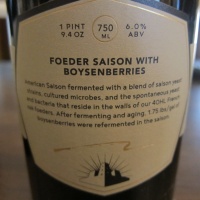 1 PINT
9.4 OZ
750
ML
6.0%
ABV
FOEDER SAISON WITH
BOYSENBERRIES
American Saison fermented with a blend of saison yeast
strains, cultured microbes, and the spontaneous yeast
and bacteria that reside in the walls of our 40HL French
oak foeders. After fermenting and aging, 1.75 lbs/gal of
boysenberries were refermented in the saison.